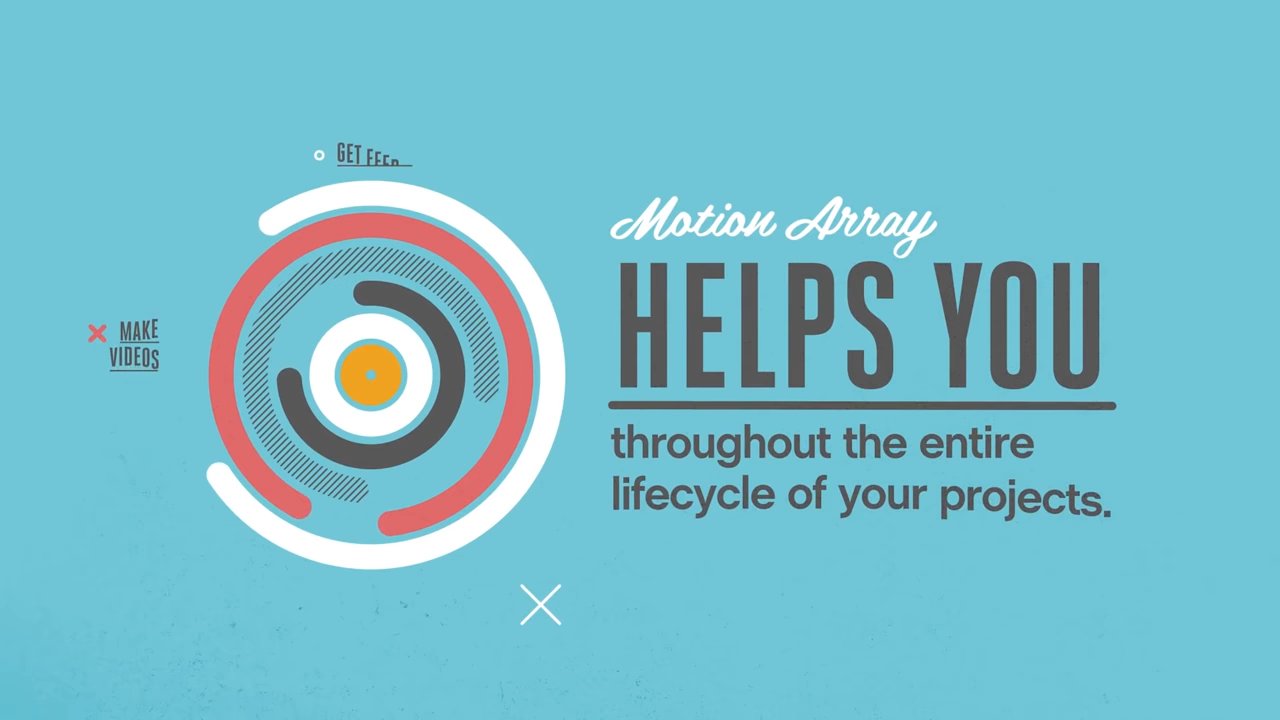 GET
MAKE
VIDEOS
Motion Array
HELPS YOU
throughout the entire
lifecycle of your projects.